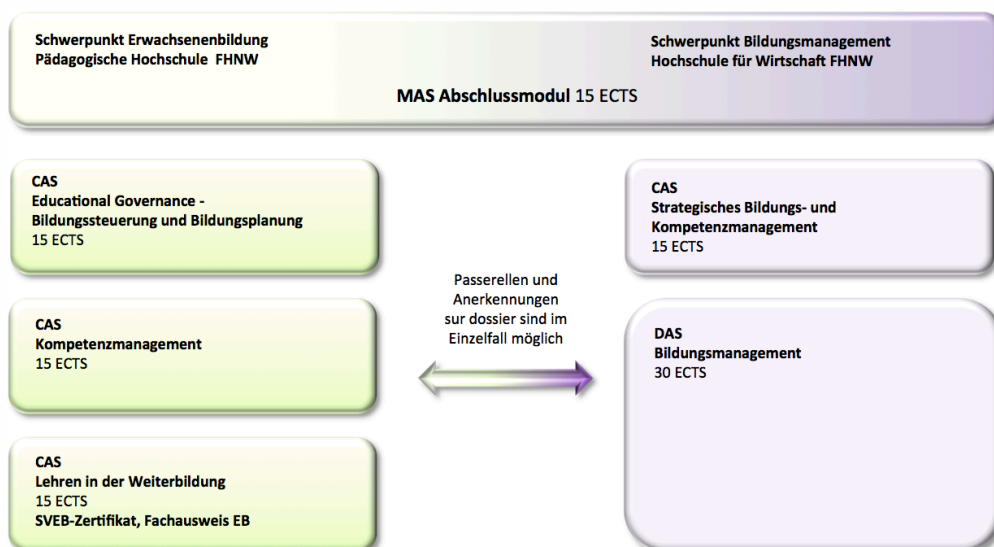 Schwerpunkt Erwachsenenbildung
Pädagogische Hochschule FHNW
Schwerpunkt Bildungsmanagement
Hochschule für Wirtschaft FHNW
MAS Abschlussmodul 15 ECTS
CAS
Educational Governance -
Bildungssteuerung und Bildungsplanung
15 ECTS
CAS
Kompetenzmanagement
15 ECTS
CAS
Lehren in der Weiterbildung
15 ECTS
SVEB-Zertifikat, Fachausweis EB
Passerellen und
Anerkennungen
sur dossier sind im
Einzelfall möglich
CAS
Strategisches Bildungs- und
Kompetenzmanagement
15 ECTS
DAS
Bildungsmanagement
30 ECTS